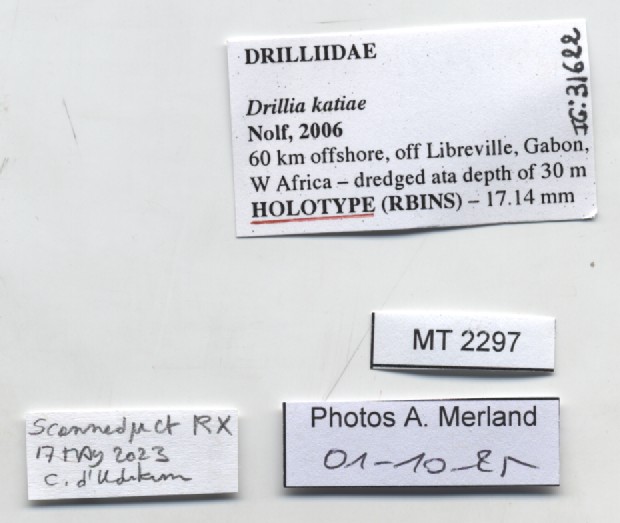 DRILLIIDAE
Drillia katiae
Nolf, 2006
60 km offshore, off Libreville, Gabon,
W Africa – dredged ata depth of 30 m
HOLOTYPE (RBINS) – 17.14 mm
IG:31622
MT 2297
Scanned µct RX
17 May 2023
C. d'Udekem
Photos A. Merland
01-10-